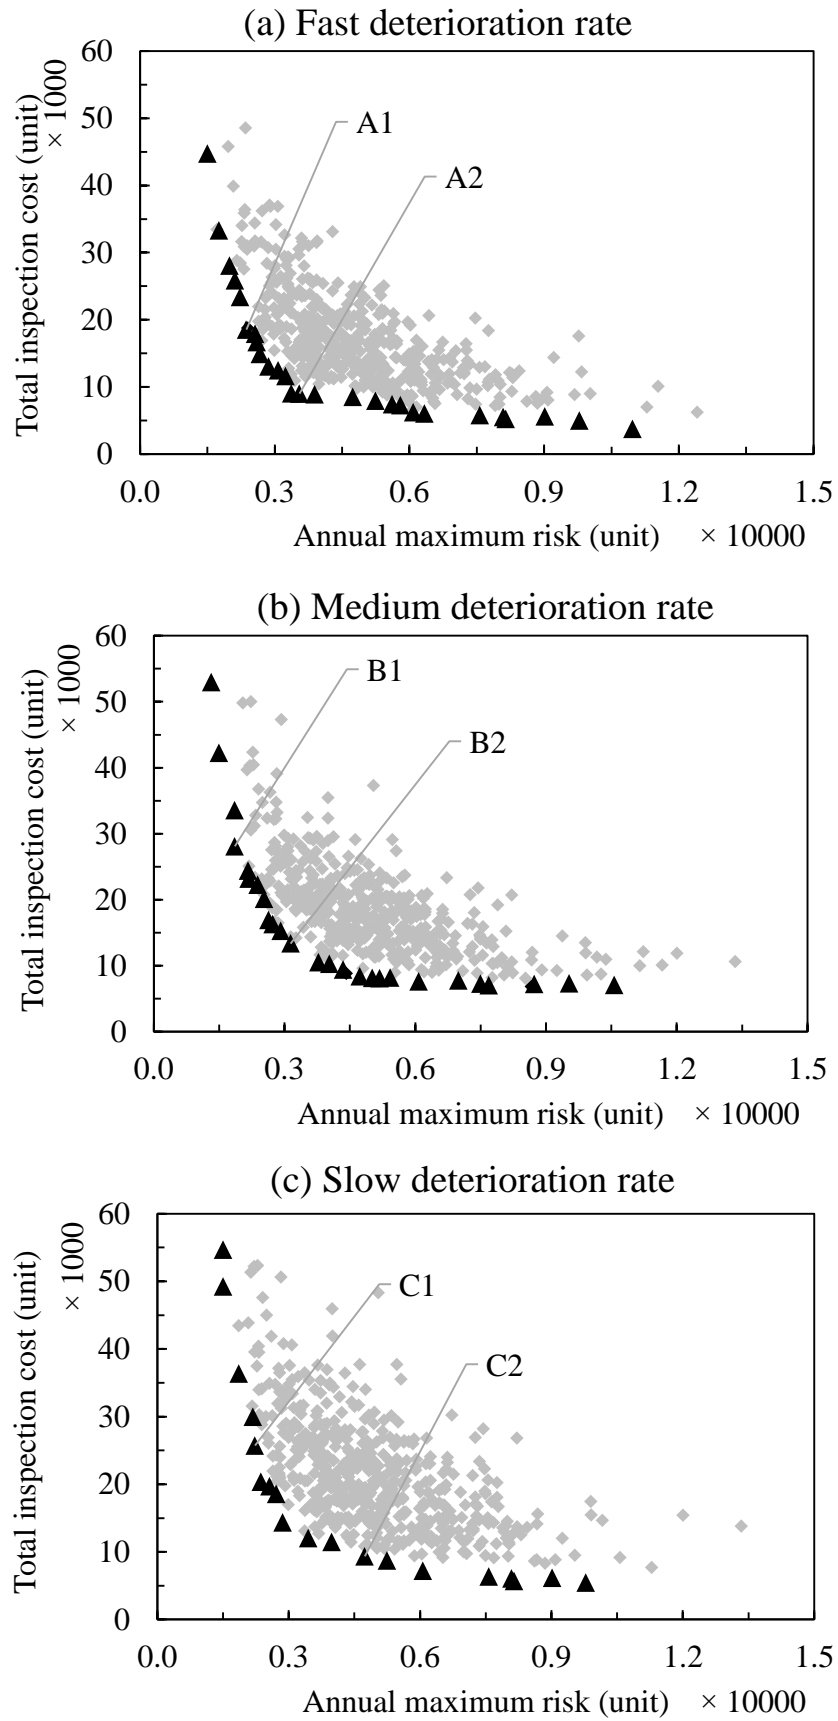 (a) Fast deterioration rate
Total inspection cost (unit)
× 1000
60
50
40
30
20
10
0
A1
A2
0.0 0.3 0.6 0.9 1.2 1.5
Annual maximum risk (unit) × 10000
(b) Medium deterioration rate
Total inspection cost (unit)
× 1000
60
50
40
30
20
10
0
B1
B2
0.0 0.3 0.6 0.9 1.2 1.5
Annual maximum risk (unit) × 10000
(c) Slow deterioration rate
Total inspection cost (unit)
× 1000
60
50
40
30
20
10
0
C1
C2
0.0 0.3 0.6 0.9 1.2 1.5
Annual maximum risk (unit) × 10000